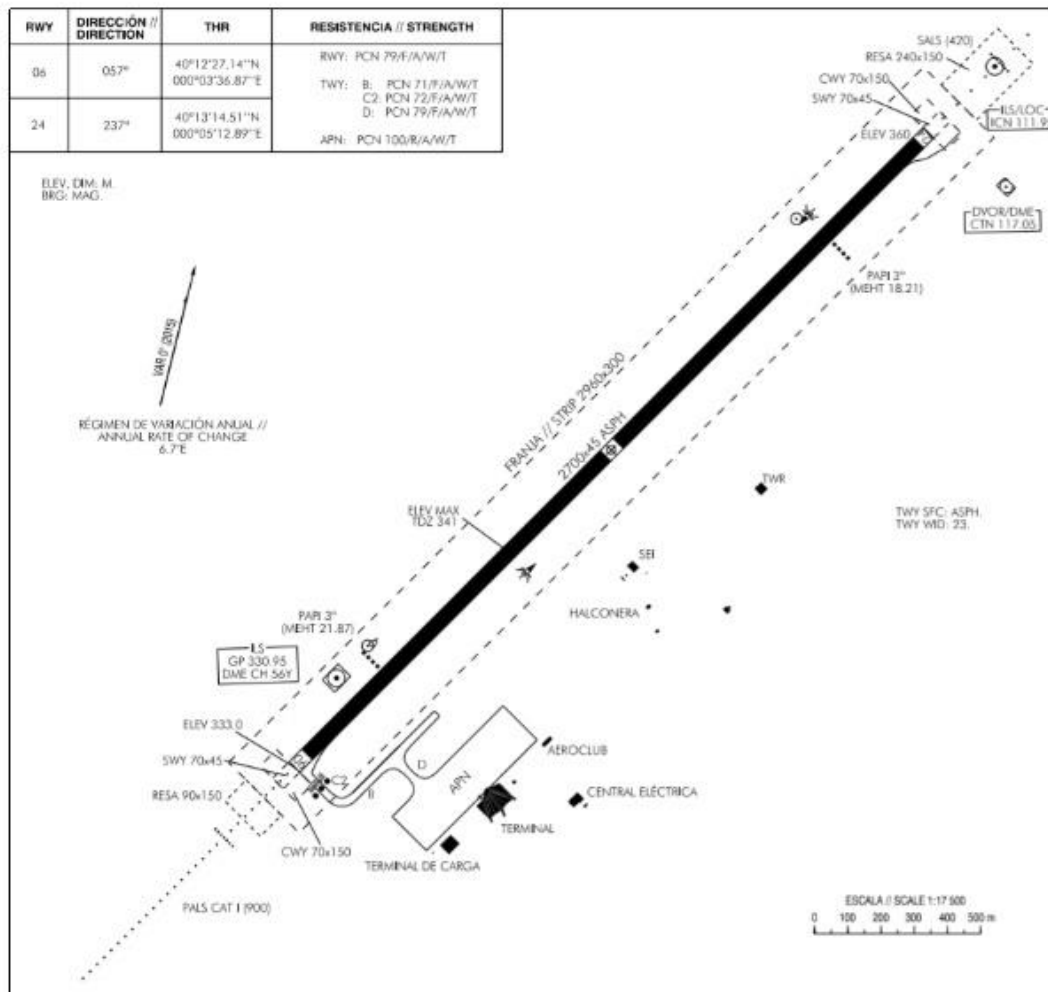 RWY
DIRECCIÓN //
DIRECTION
THR
RESISTENCIA // STRENGTH
06
057°
40°12'27,14''N
000°03'36.87''E
24
237°
40°13'14.51''N
000°05'12.89''E
RWY: PCN 79/F/A/W/T
TWY: B: PCN 71/F/A/W/T
C2: PCN 72/F/A/W/T
D: PCN 79/F/A/W/T
APN: PCN 100/R/A/W/T
ELEV, DIM: M.
BRG: MAG.
VAR 0° (2015)
RÉGIMEN DE VARIACIÓN ANUAL //
ANNUAL RATE OF CHANGE
6.7'E
SALS (420)
RESA 240x150
CWY 70x150
SWY 70x45
ELEV 360
ILS/LOC
DVOR/DME
CTN 117.05
PAPI 3°
(MEHT 18.21)
FRANJA // STRIP 2960x300
2700x45 ASPH
ELEV MAX
TDZ 341
TWR
TWY SFC: ASPH.
TWY WID: 23.
SEI
HALCONERA
PAPI 3°
(MEHT 21.87)
ILS
GP 330.95
DME CH 56Y
ELEV 333.0
SWY 70x45
RESA 90x150
06
C2
B
D
APN
AEROCLUB
CENTRAL ELÉCTRICA
TERMINAL
CWY 70x150
TERMINAL DE CARGA
PALS CAT I (900)
ESCALA // SCALE 1:17 500
0 100 200 300 400 500 m